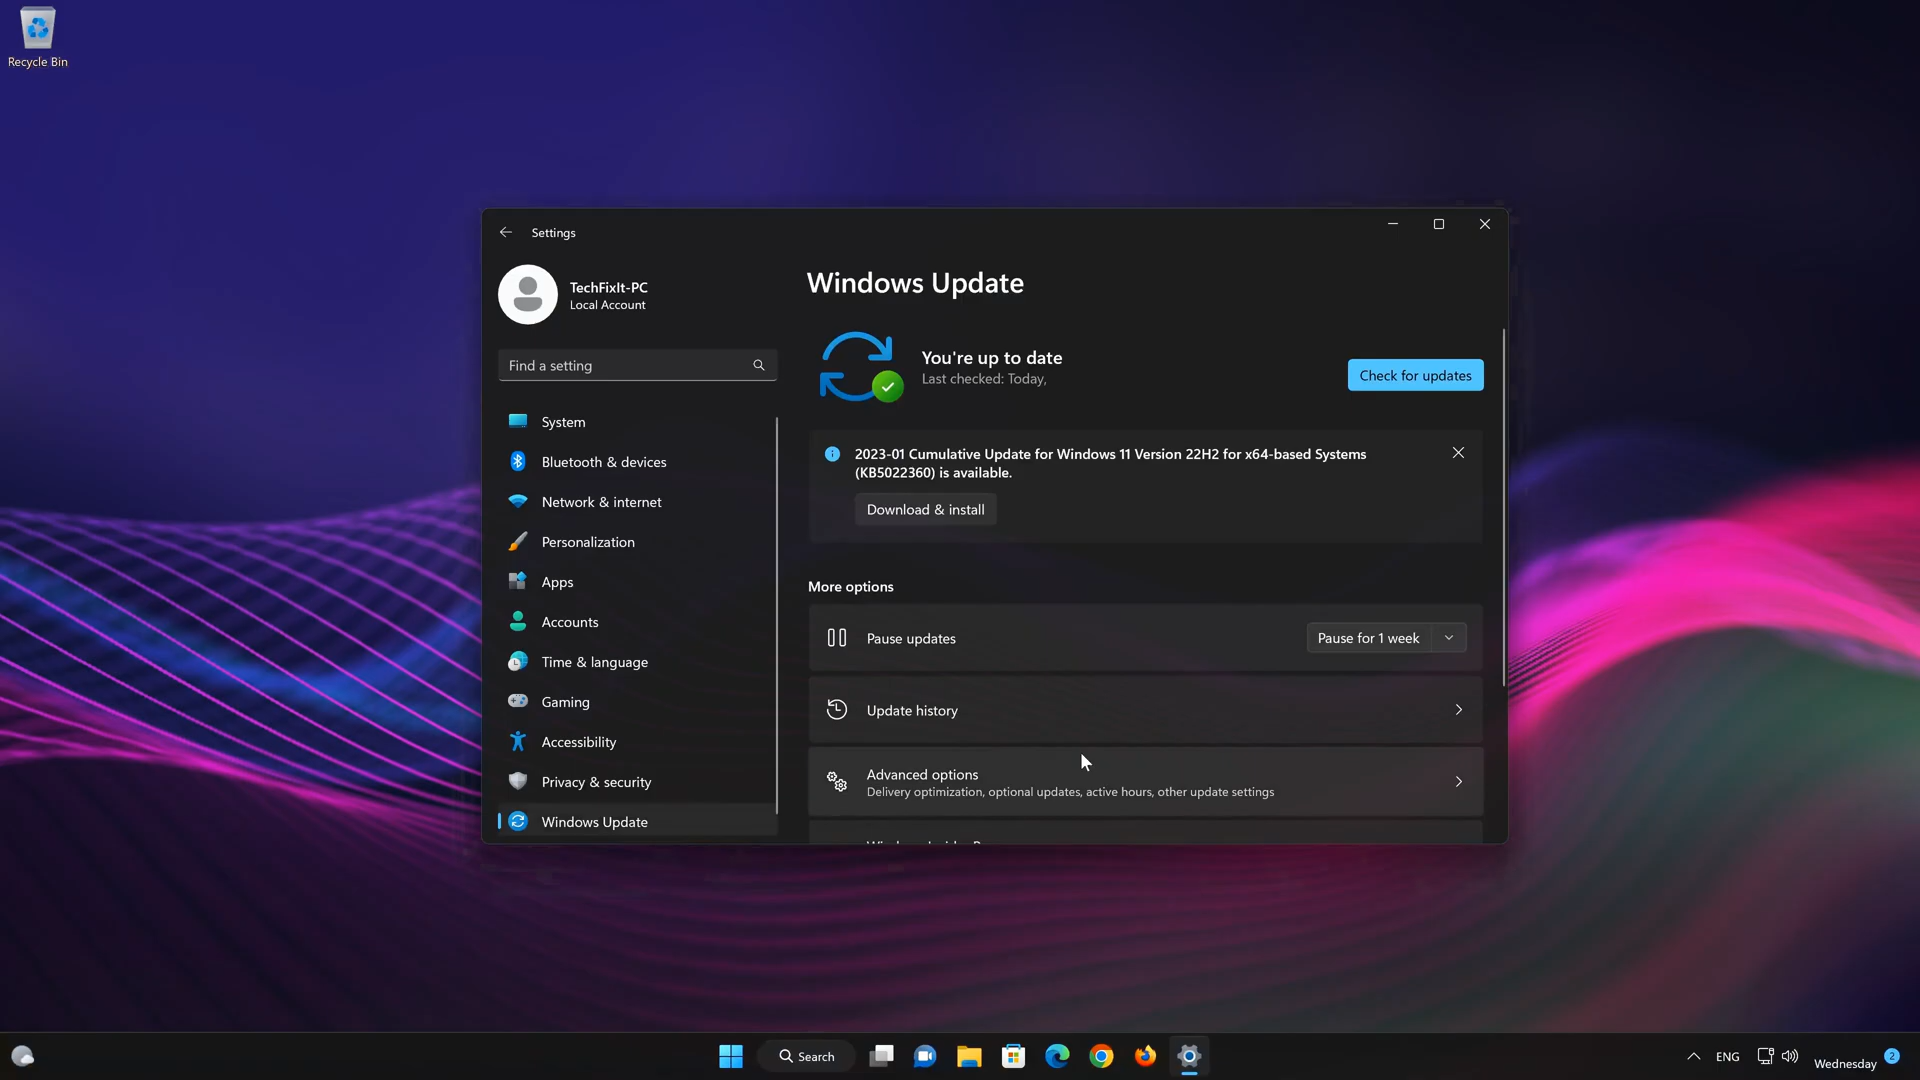 Recycle Bin
Settings
TechFixIt-PC
Local Account
Find a setting
System
Bluetooth & devices
Network & internet
Personalization
Apps
Accounts
Time & language
Gaming
Accessibility
Privacy & security
Windows Update
Windows Update
You're up to date
Last checked: Today,
Check for updates
2023-01 Cumulative Update for Windows 11 Version 22H2 for x64-based Systems
(KB5022360) is available.
Download & install
More options
Pause updates
Pause for 1 week
Update history
Advanced options
Delivery optimization, optional updates, active hours, other update settings
Search
ENG
Wednesday
2